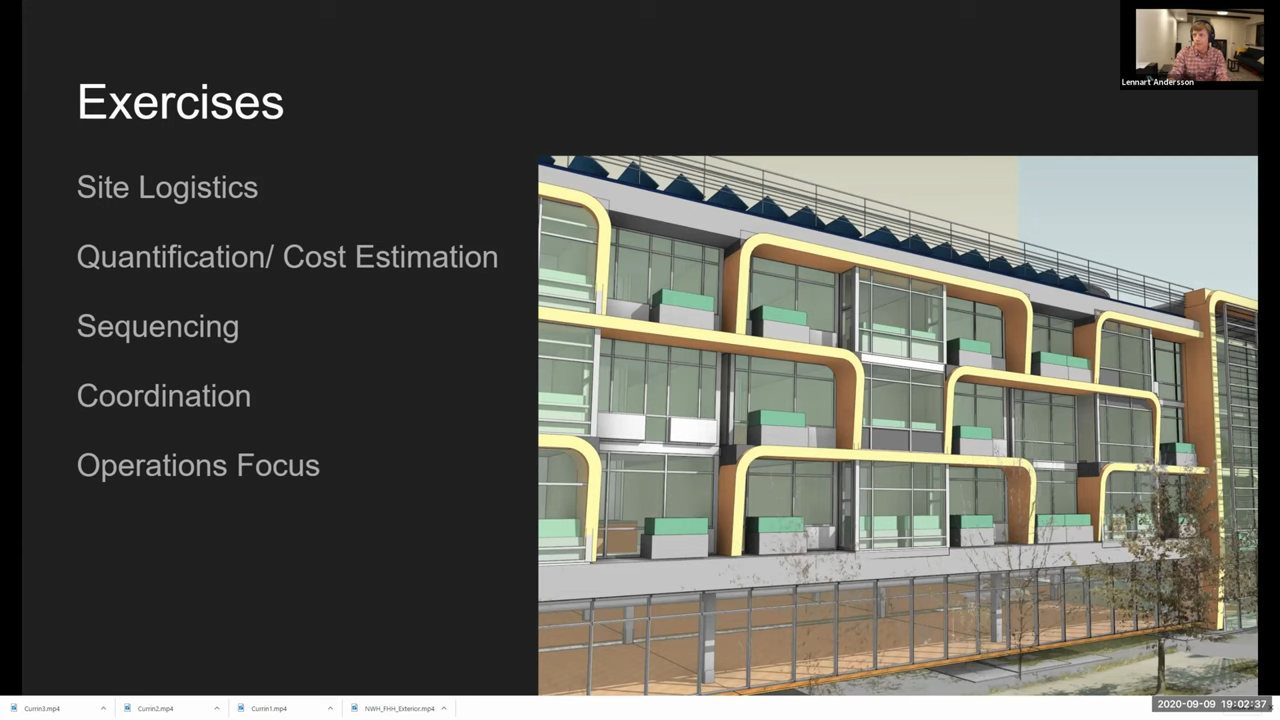 Exercises
Lennart Andersson
Site Logistics
Quantification/ Cost Estimation
Sequencing
Coordination
Operations Focus
Currin3.mp4
Currin2.mp4
Currin1.mp4
NWH_FHH_Exterior.mp4
2020-09-09 19:02:37